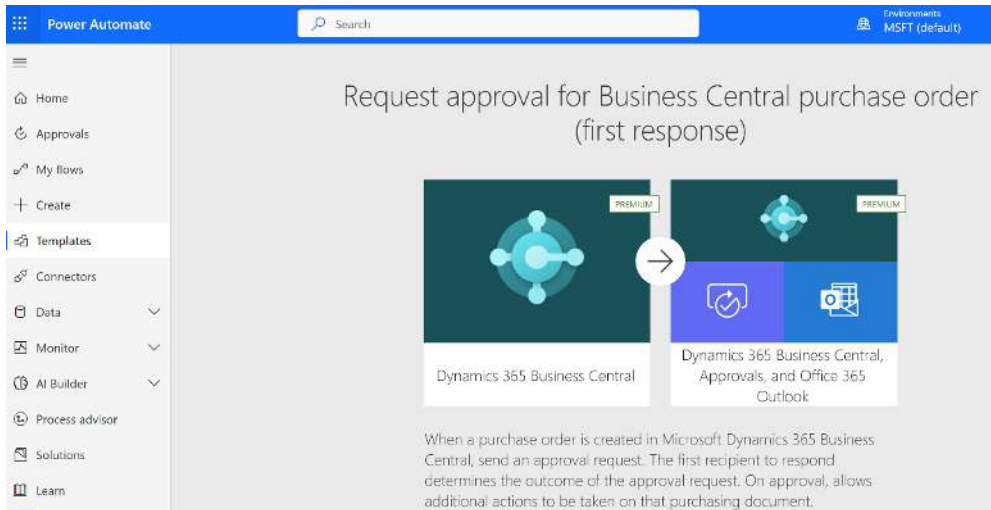 Power Automate
Search
Environments
MSFT (default)
Home
Approvals
My flows
Create
Templates
Connectors
Data
Monitor
AI Builder
Process advisor
Solutions
Learn
Request approval for Business Central purchase order
(first response)
PREMIUM
PREMIUM
Dynamics 365 Business Central
Dynamics 365 Business Central,
Approvals, and Office 365
Outlook
When a purchase order is created in Microsoft Dynamics 365 Business
Central, send an approval request. The first recipient to respond
determines the outcome of the approval request. On approval, allows
additional actions to be taken on that purchasing document.